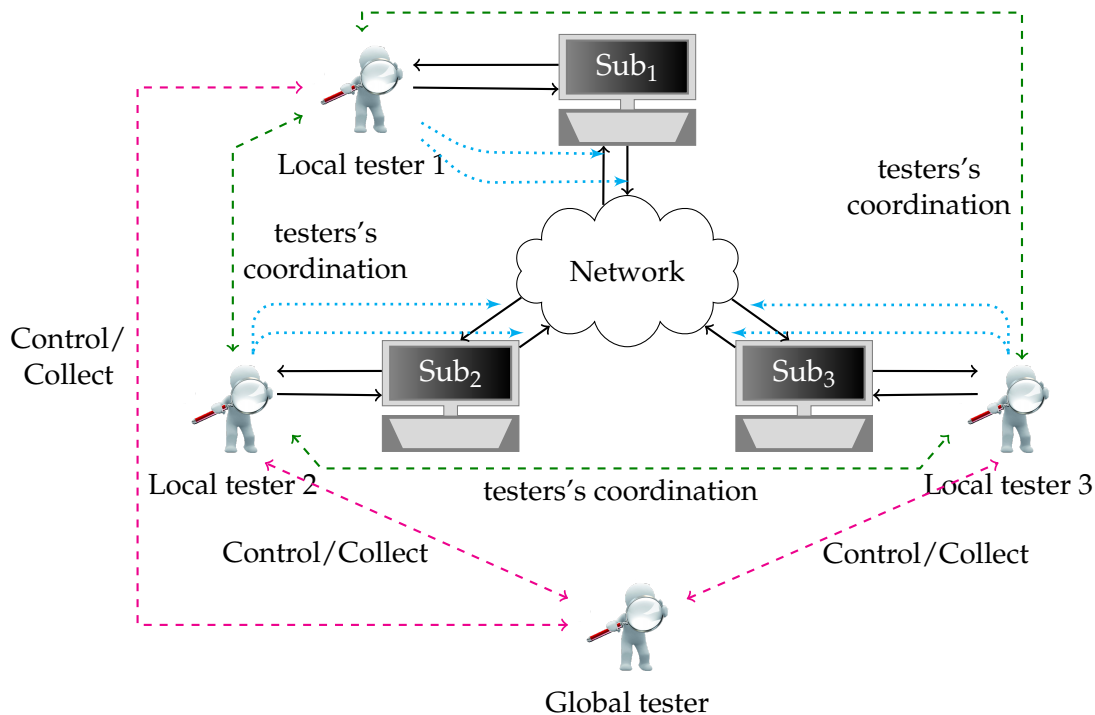 Sub1
Local tester 1
testers's
coordination
testers's
coordination
Network
Control/
Collect
Sub2
Sub3
Local tester 2
testers's coordination
Local tester 3
Control/Collect
Control/Collect
Global tester